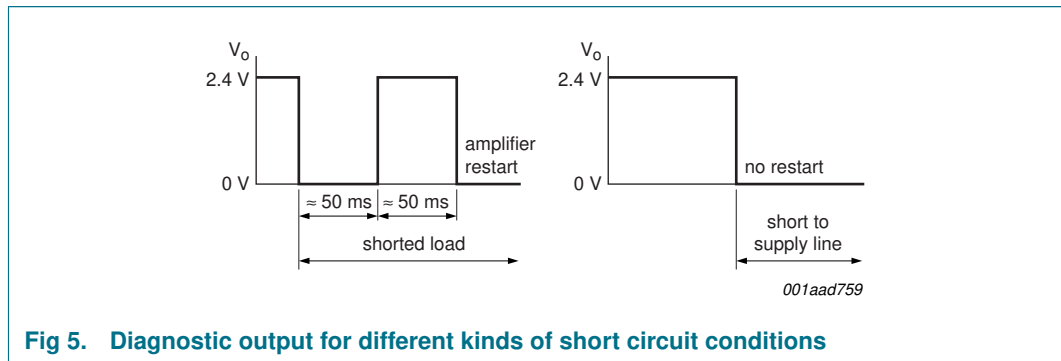 Vo
2.4 V
0 V
amplifier
restart
≈ 50 ms
≈ 50 ms
shorted load
Vo
2.4 V
0 V
no restart
short to
supply line
001aad759
Fig 5. Diagnostic output for different kinds of short circuit conditions